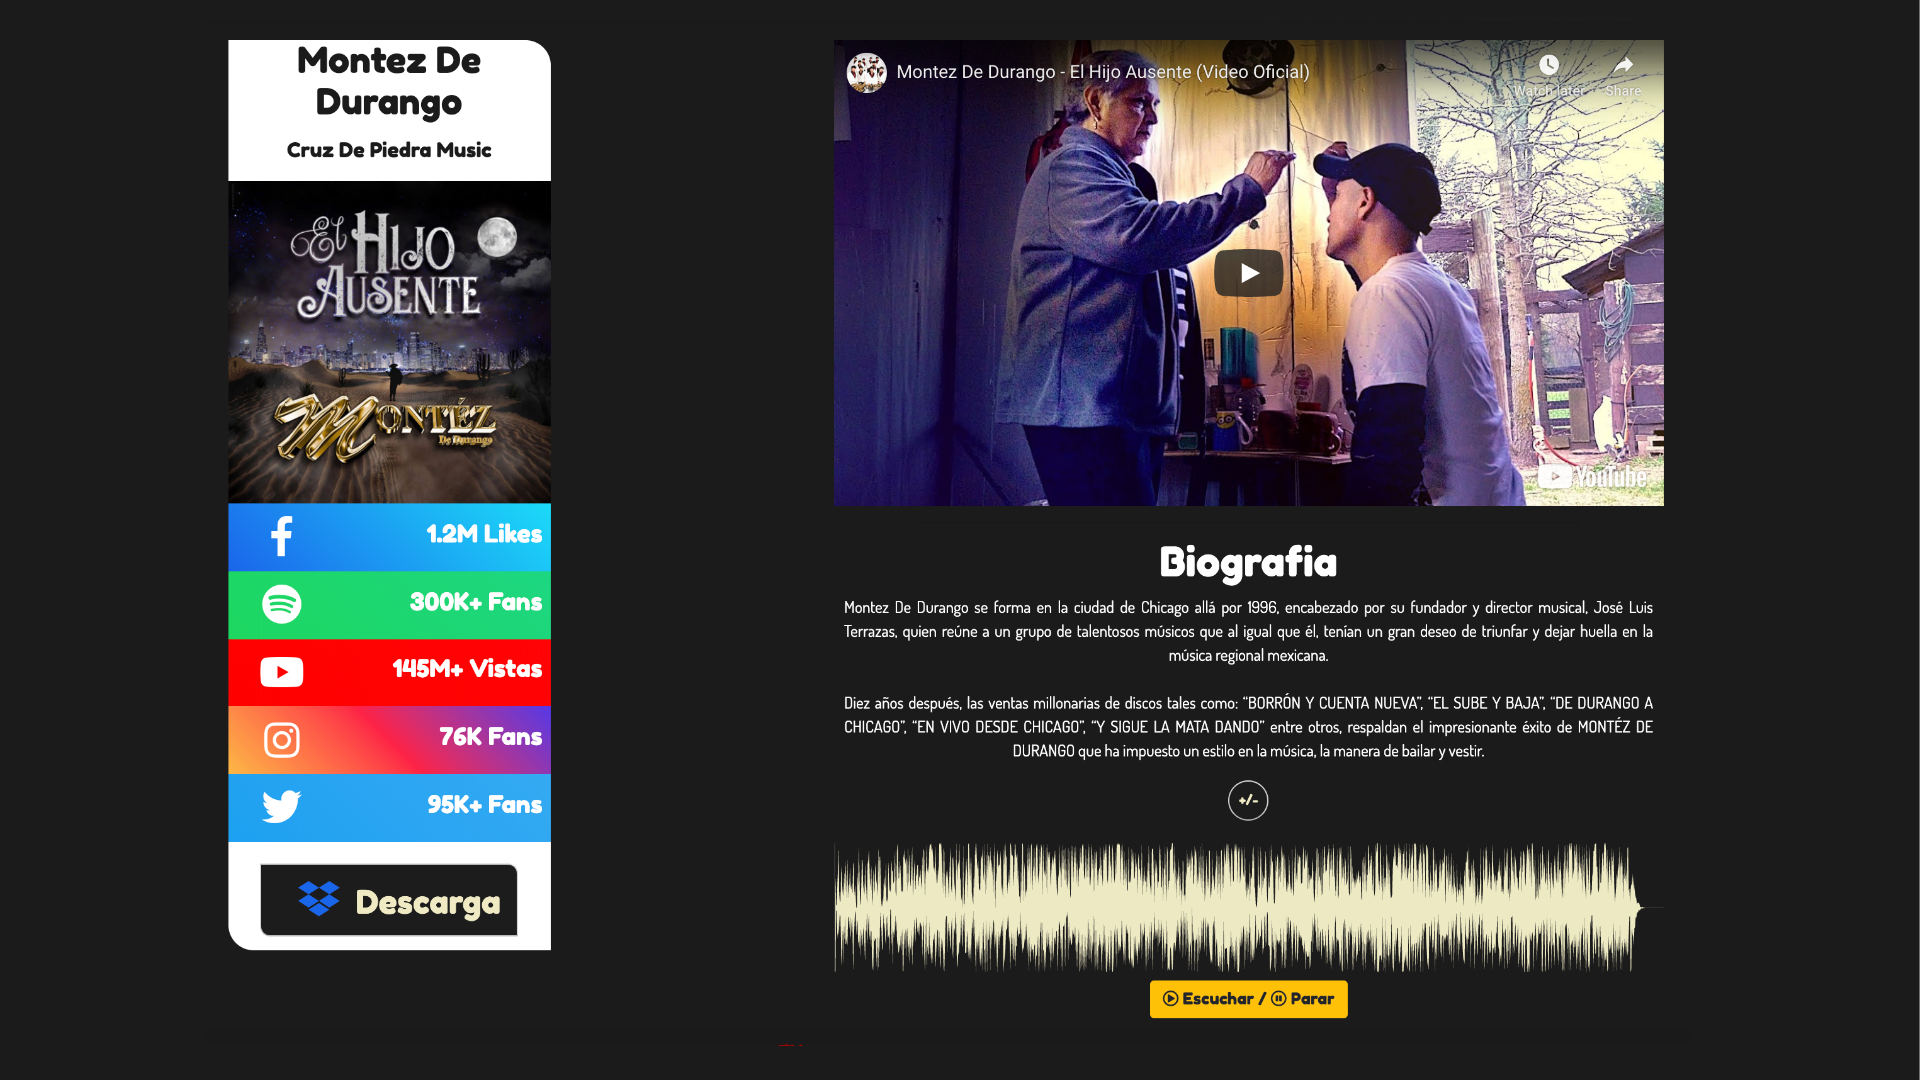 Montez De
Durango
Cruz De Piedra Music
El Hijo
Ausente
Montéz
De Durango
1.2M Likes
300K+ Fans
145M+ Vistas
76K Fans
95K+ Fans
Descarga
Montez De Durango - El Hijo Ausente (Video Oficial)
Watch later
Share
YouTube
Biografia
Montez De Durango se forma en la ciudad de Chicago allá por 1996, encabezado por su fundador y director musical, José Luis
Terrazas, quien reúne a un grupo de talentosos músicos que al igual que él, tenían un gran deseo de triunfar y dejar huella en la
música regional mexicana.
Diez años después, las ventas millonarias de discos tales como: “BORRÓN Y CUENTA NUEVA”, “EL SUBE Y BAJA”, “DE DURANGO A
CHICAGO”, “EN VIVO DESDE CHICAGO”, “Y SIGUE LA MATA DANDO” entre otros, respaldan el impresionante éxito de MONTÉZ DE
DURANGO que ha impuesto un estilo en la música, la manera de bailar y vestir.
+/-
Escuchar / Parar